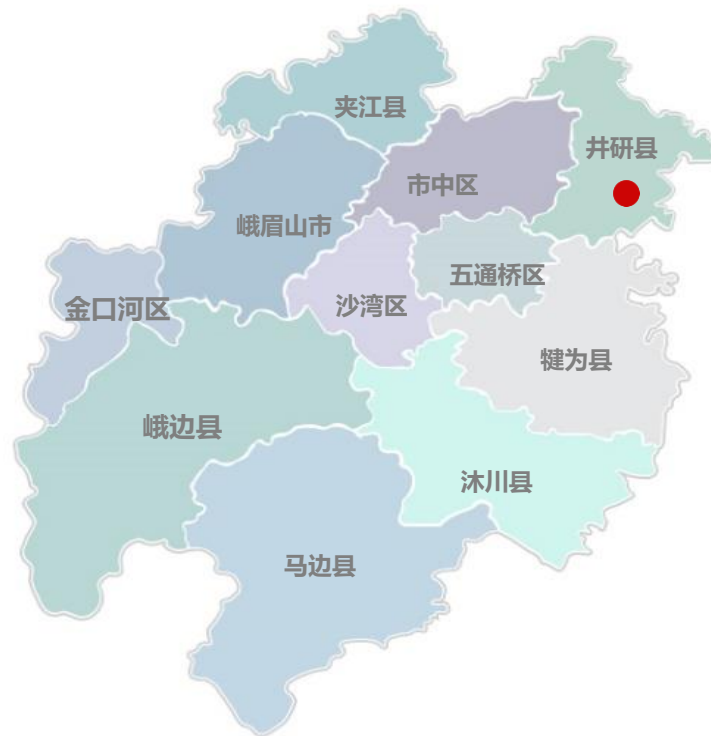 夹江县
井研县
市中区
峨眉山市
五通桥区
金口河区
沙湾区
犍为县
峨边县
沐川县
马边县